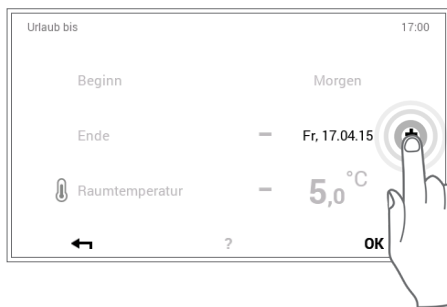 Urlaub bis 17:00
Beginn Morgen
Ende – Fr, 17.04.15 +
Raumtemperatur – 5,0 °C
? OK